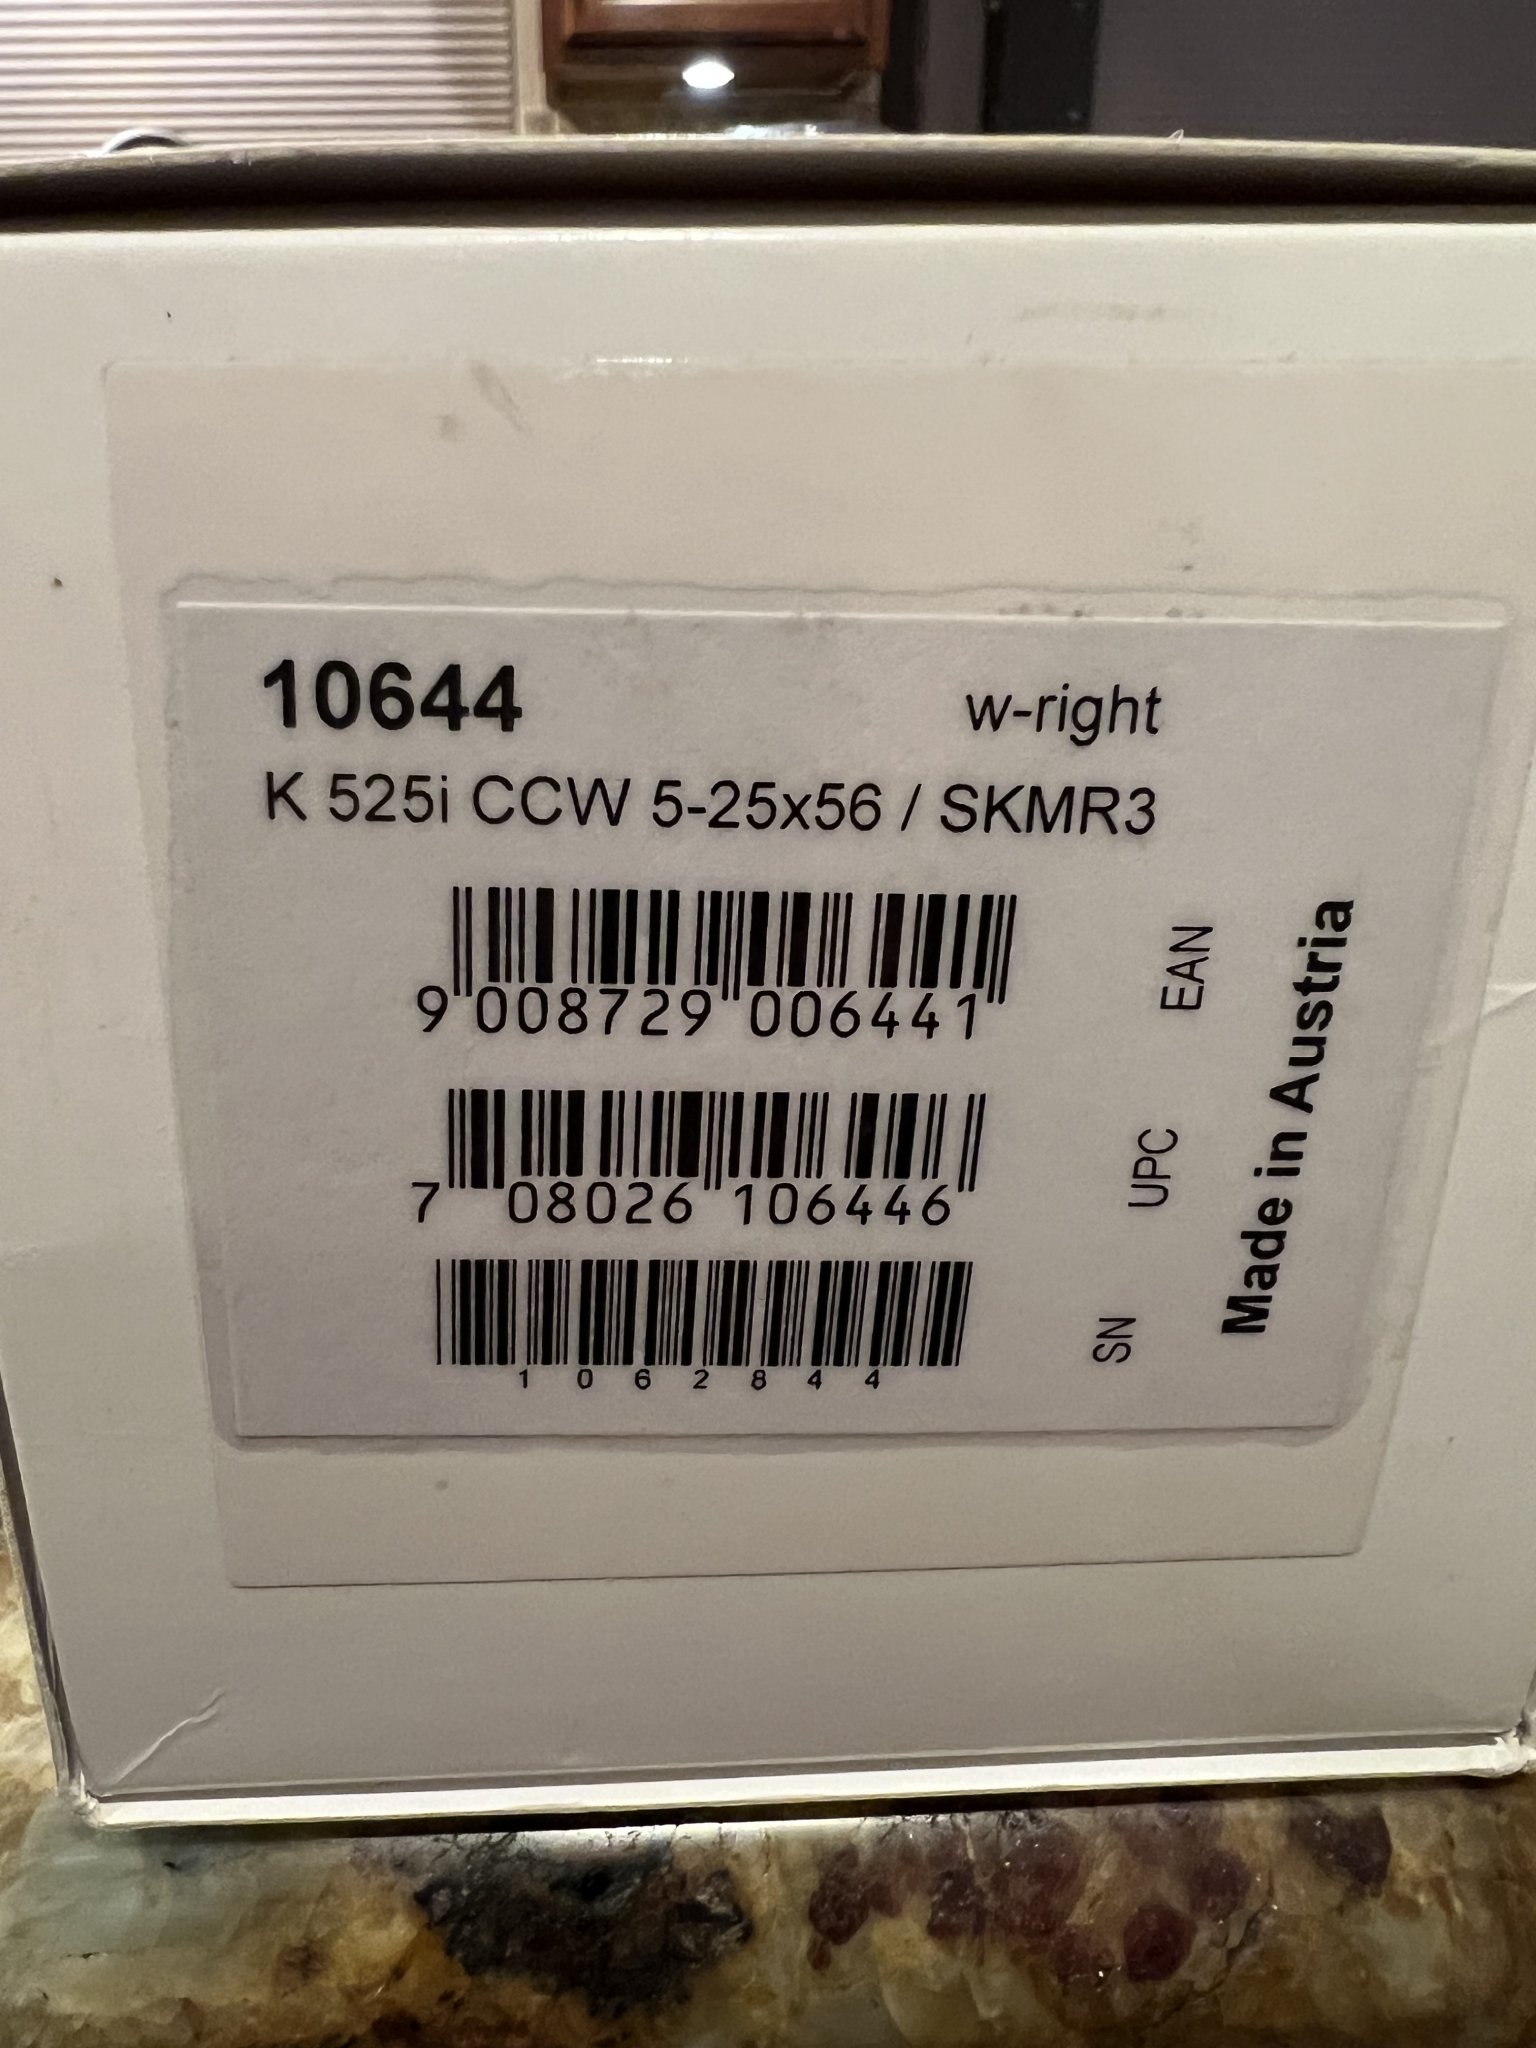 10644 w-right
K 525i CCW 5-25x56 / SKMR3
9 008729 006441 EAN
7 08026 106446 UPC
1062844 SN
Made in Austria